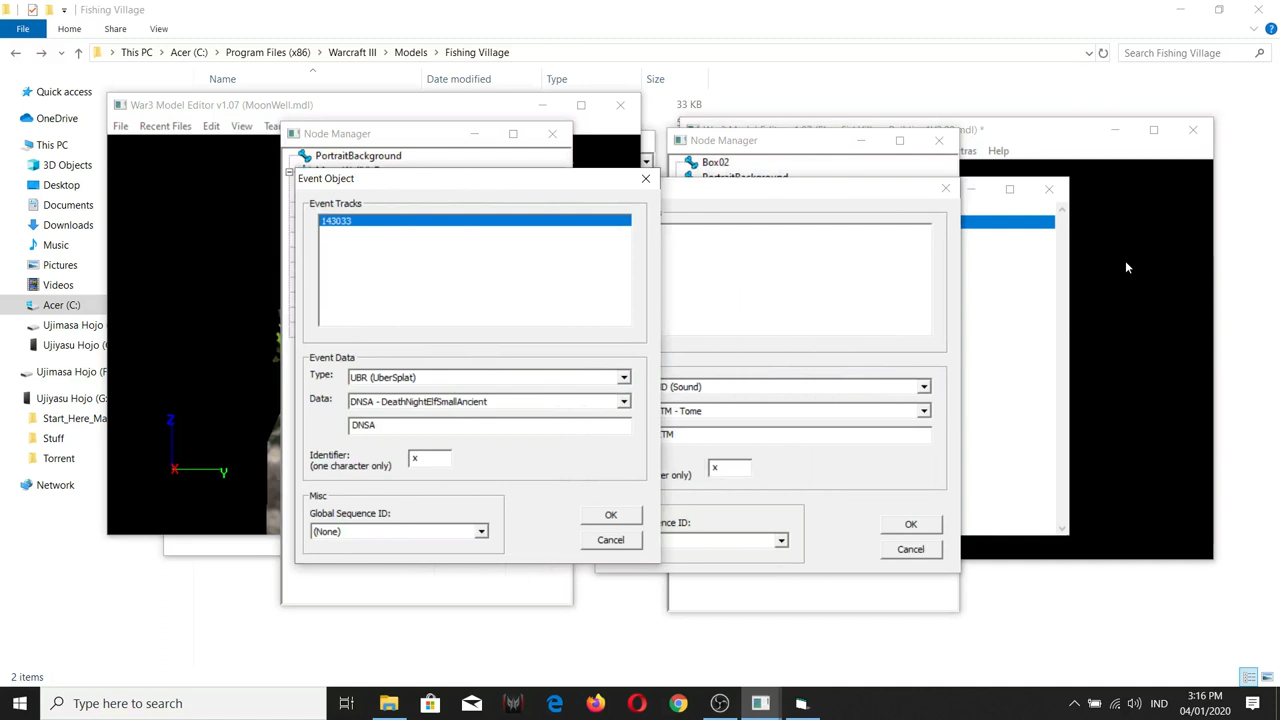 Fishing Village
File
Home
Share
View
This PC
Acer (C:)
Program Files (x86)
Warcraft III
Models
Fishing Village
Search Fishing Village
Name
Date modified
Type
Size
Quick access
OneDrive
This PC
3D Objects
Desktop
Documents
Downloads
Music
Pictures
Videos
Acer (C:)
Ujimasa Hojo
Ujiyasu Hojo (
Ujimasa Hojo (F
Ujiyasu Hojo (G:
Start_Here_Ma
Stuff
Torrent
Network
33 KB
War3 Model Editor v1.07 (MoonWell.mdl)
File
Recent Files
Edit
View
Tea
Z
X
Y
Node Manager
PortraitBackground
Event Object
Event Tracks
143033
Event Data
Type:
UBR (UberSplat)
Data:
DNSA - DeathNightElfSmallAncient
DNSA
Identifier:
(one character only)
x
Misc
Global Sequence ID:
(None)
OK
Cancel
.mdl) *
tras
Help
Node Manager
Box02
PortraitBackground
D (Sound)
TM - Tome
TM
er only)
x
ce ID:
OK
Cancel
2 items
Type here to search
IND
3:16 PM
04/01/2020